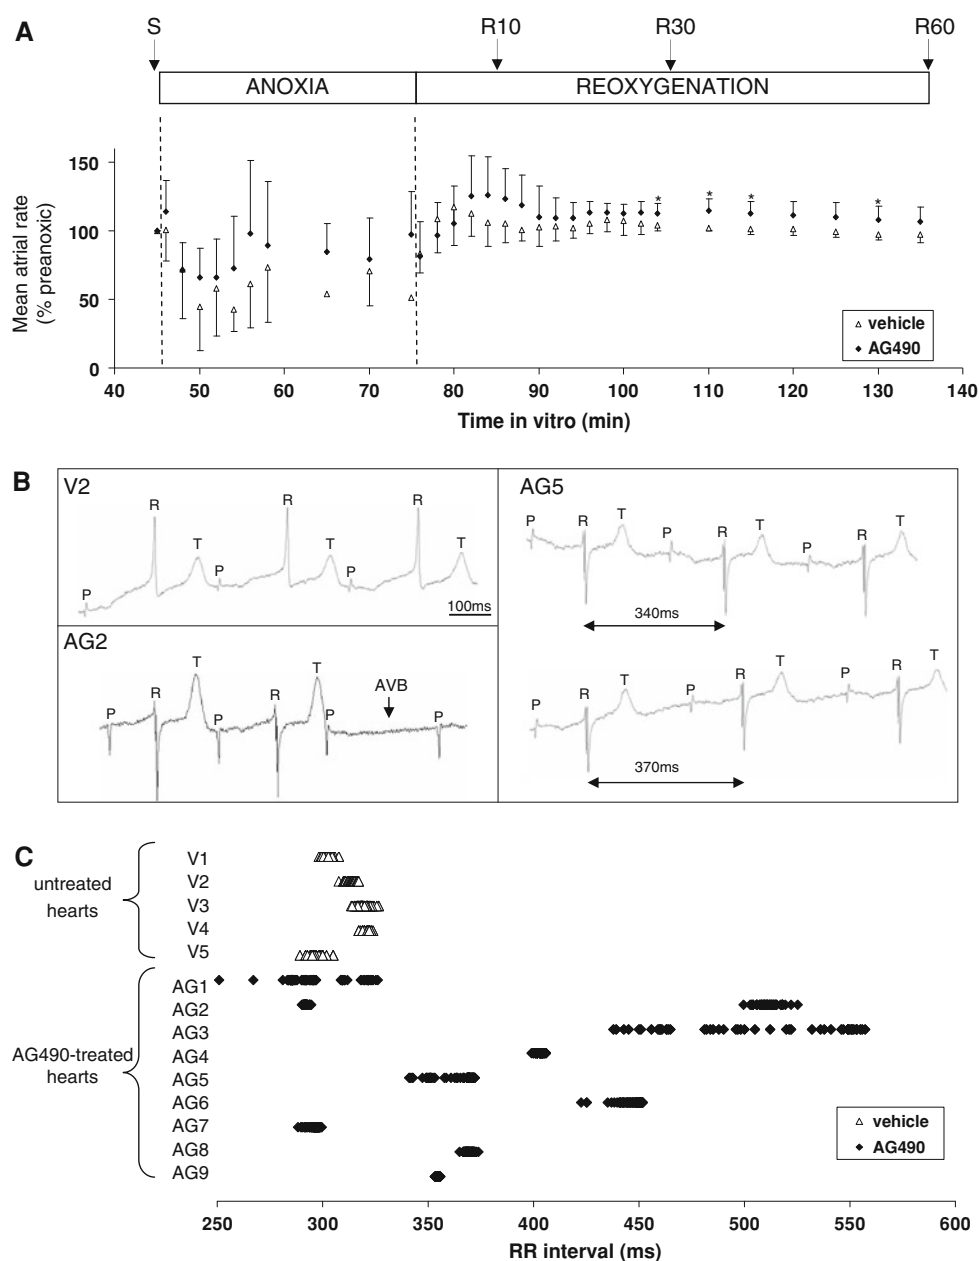 A
S
R10
R30
R60
ANOXIA
REOXYGENATION
Mean atrial rate
(% preanoxic)
150
100
50
0
* * * *
vehicle
AG490
40 50 60 70 80 90 100 110 120 130 140
Time in vitro (min)
B
V2
P R T P R T P R T
100ms
AG2
P R T P R T P AVB P
AG5
P R T P R T P R T
340ms
P R T P R T P R T
370ms
C
untreated
hearts
V1
V2
V3
V4
V5
AG490-treated
hearts
AG1
AG2
AG3
AG4
AG5
AG6
AG7
AG8
AG9
vehicle
AG490
250 300 350 400 450 500 550 600
RR interval (ms)